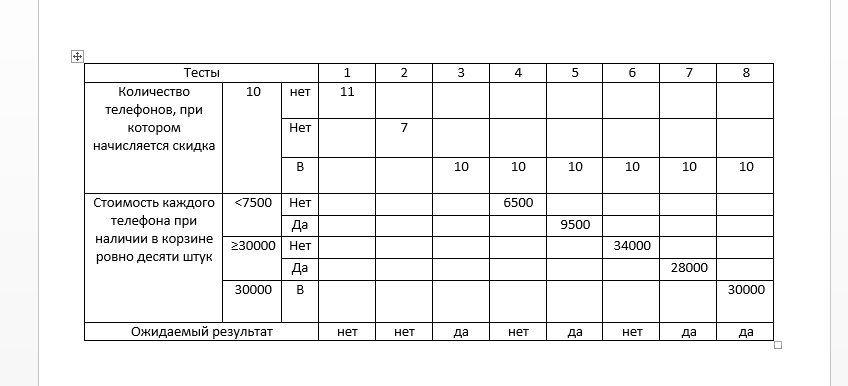 Тесты 1 2 3 4 5 6 7 8
Количество телефонов, при котором начисляется скидка 10 нет 11
Нет 7
В 10 10 10 10 10 10
Стоимость каждого телефона при наличии в корзине ровно десяти штук <7500 Нет 6500
Да 9500
≥30000 Нет 34000
Да 28000
30000 В 30000
Ожидаемый результат нет нет да нет да нет да да